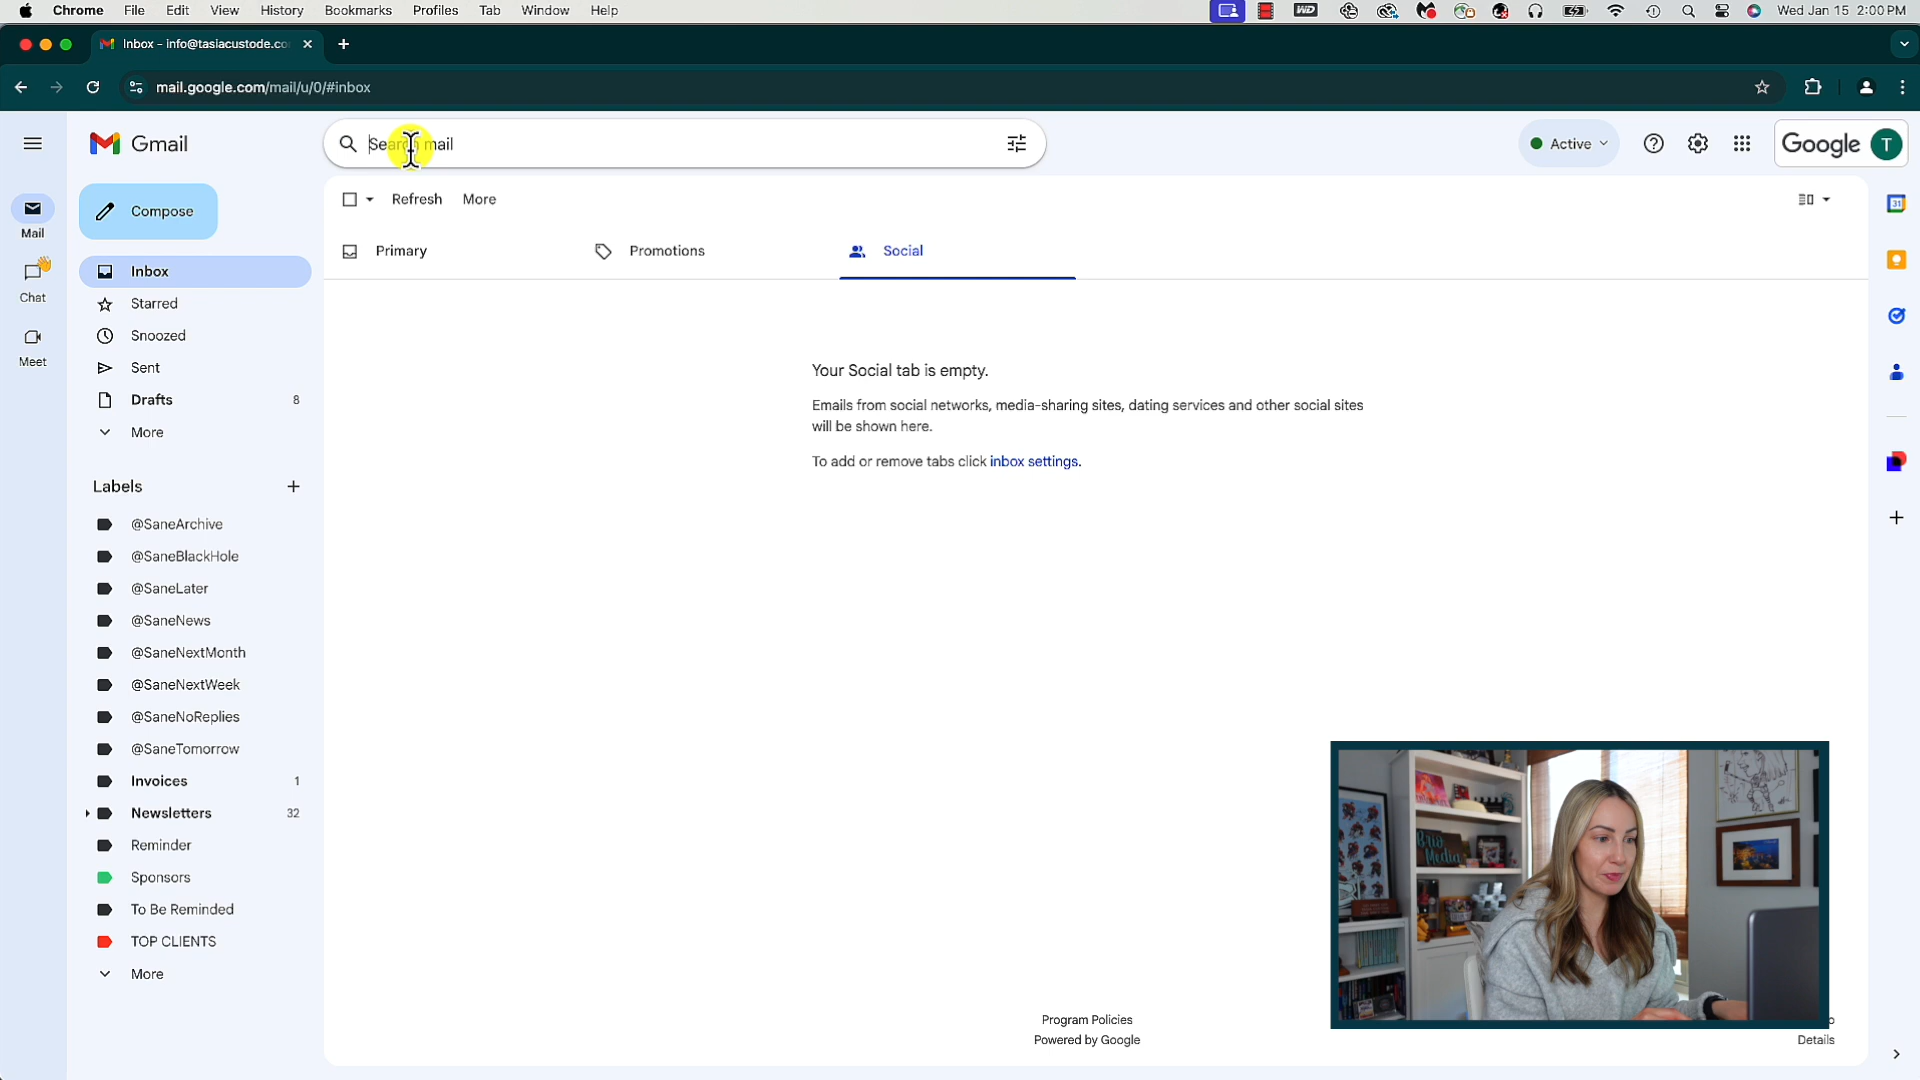 Chrome File Edit View History Bookmarks Profiles Tab Window Help
Wed Jan 15 2:00 PM
Inbox - info@tasiacustode.co
mail.google.com/mail/u/0/#inbox
Gmail
Search mail
Active
Google T
Compose
Mail
Chat
Meet
Inbox
Starred
Snoozed
Sent
Drafts 8
More
Labels
@SaneArchive
@SaneBlackHole
@SaneLater
@SaneNews
@SaneNextMonth
@SaneNextWeek
@SaneNoReplies
@SaneTomorrow
Invoices 1
Newsletters 32
Reminder
Sponsors
To Be Reminded
TOP CLIENTS
More
Refresh More
Primary
Promotions
Social
Your Social tab is empty.
Emails from social networks, media-sharing sites, dating services and other social sites
will be shown here.
To add or remove tabs click inbox settings.
31
Brio
Media
Program Policies
Powered by Google
Details